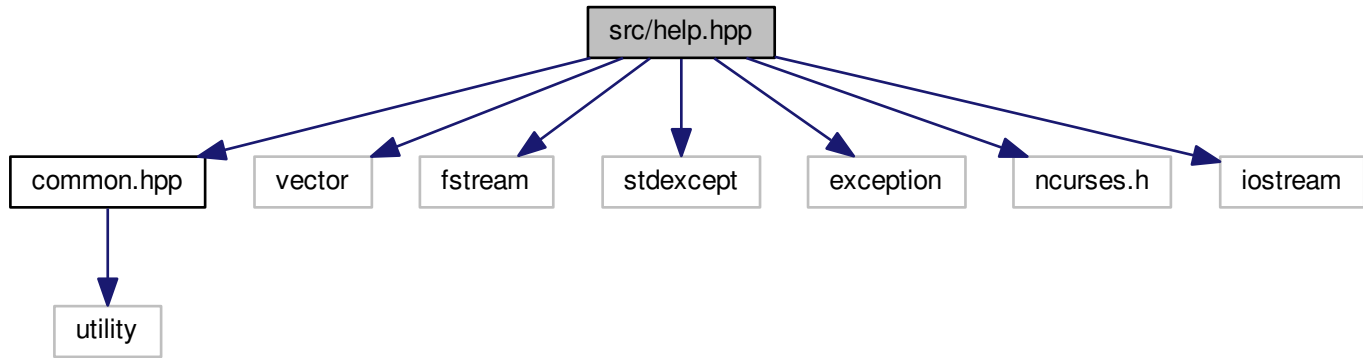 src/help.hpp
common.hpp
vector
fstream
stdexcept
exception
ncurses.h
iostream
utility